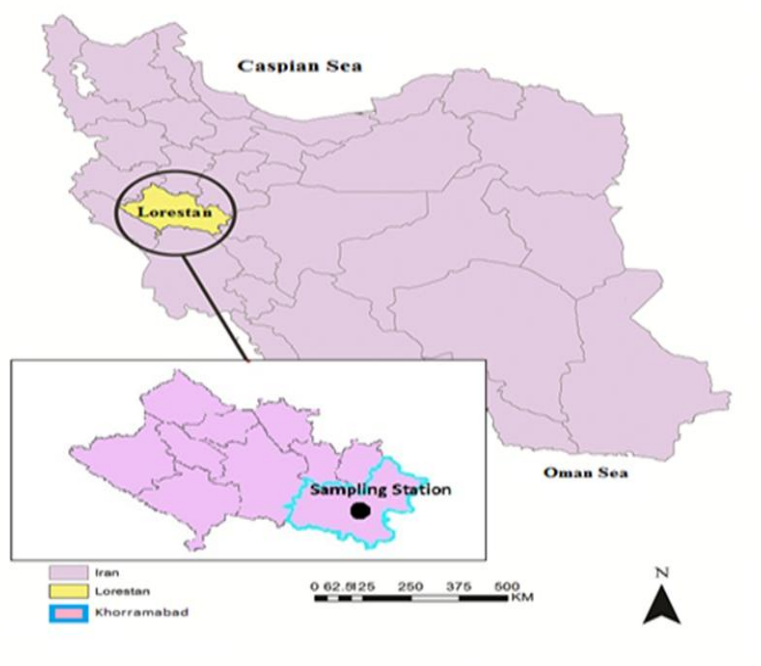 Caspian Sea
Lorestan
Oman Sea
Sampling Station
Iran
Lorestan
Khorramabad
0 62.5125 250 375 500
KM
N